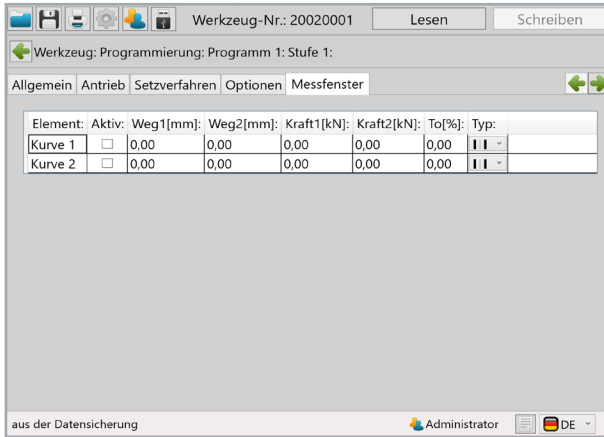 Werkzeug-Nr.: 20020001 Lesen Schreiben
Werkzeug: Programmierung: Programm 1: Stufe 1:
Allgemein Antrieb Setzverfahren Optionen Messfenster
Element: Aktiv: Weg1[mm]: Weg2[mm]: Kraft1[kN]: Kraft2[kN]: To[%]: Typ:
Kurve 1 0,00 0,00 0,00 0,00 0,00
Kurve 2 0,00 0,00 0,00 0,00 0,00
aus der Datensicherung Administrator DE